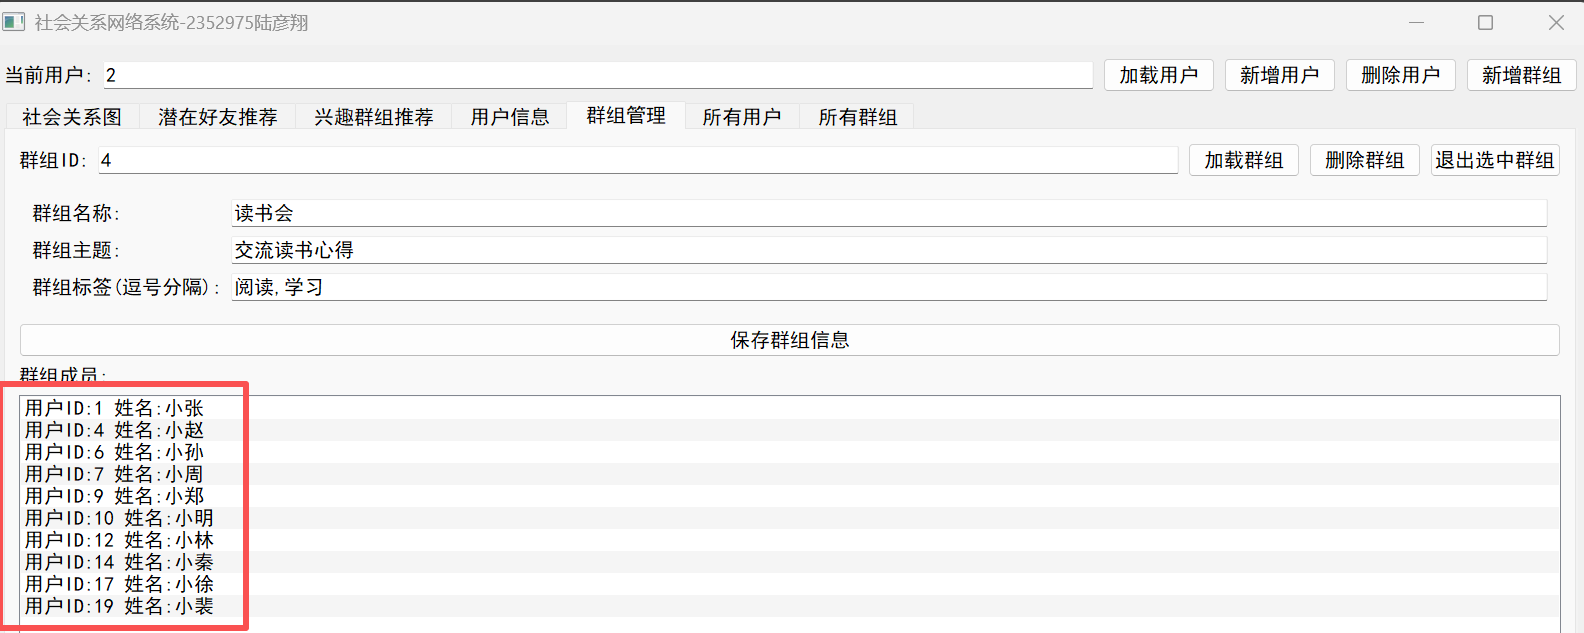 社会关系网络系统-2352975陆彦翔
当前用户: 2 加载用户 新增用户 删除用户 新增群组
社会关系图 潜在好友推荐 兴趣群组推荐 用户信息 群组管理 所有用户 所有群组
群组ID: 4 加载群组 删除群组 退出选中群组
群组名称: 读书会
群组主题: 交流读书心得
群组标签(逗号分隔): 阅读,学习
保存群组信息
群组成员:
用户ID:1 姓名:小张
用户ID:4 姓名:小赵
用户ID:6 姓名:小孙
用户ID:7 姓名:小周
用户ID:9 姓名:小郑
用户ID:10 姓名:小明
用户ID:12 姓名:小林
用户ID:14 姓名:小秦
用户ID:17 姓名:小徐
用户ID:19 姓名:小裴